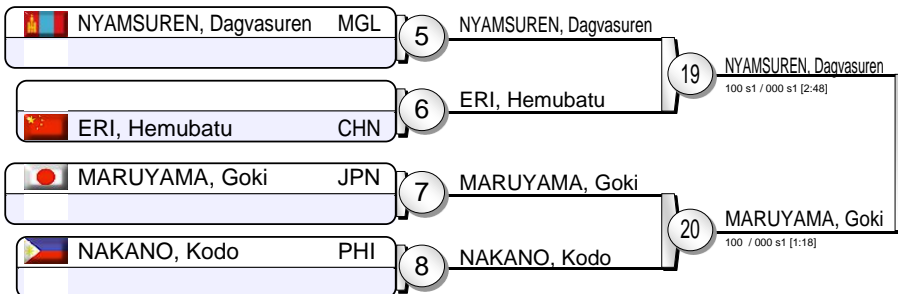 NYAMSUREN, Dagvasuren MGL
5
NYAMSUREN, Dagvasuren
19
NYAMSUREN, Dagvasuren
100 s1 / 000 s1 [2:48]
6
ERI, Hemubatu
ERI, Hemubatu CHN
MARUYAMA, Goki JPN
7
MARUYAMA, Goki
20
MARUYAMA, Goki
100 / 000 s1 [1:18]
NAKANO, Kodo PHI
8
NAKANO, Kodo